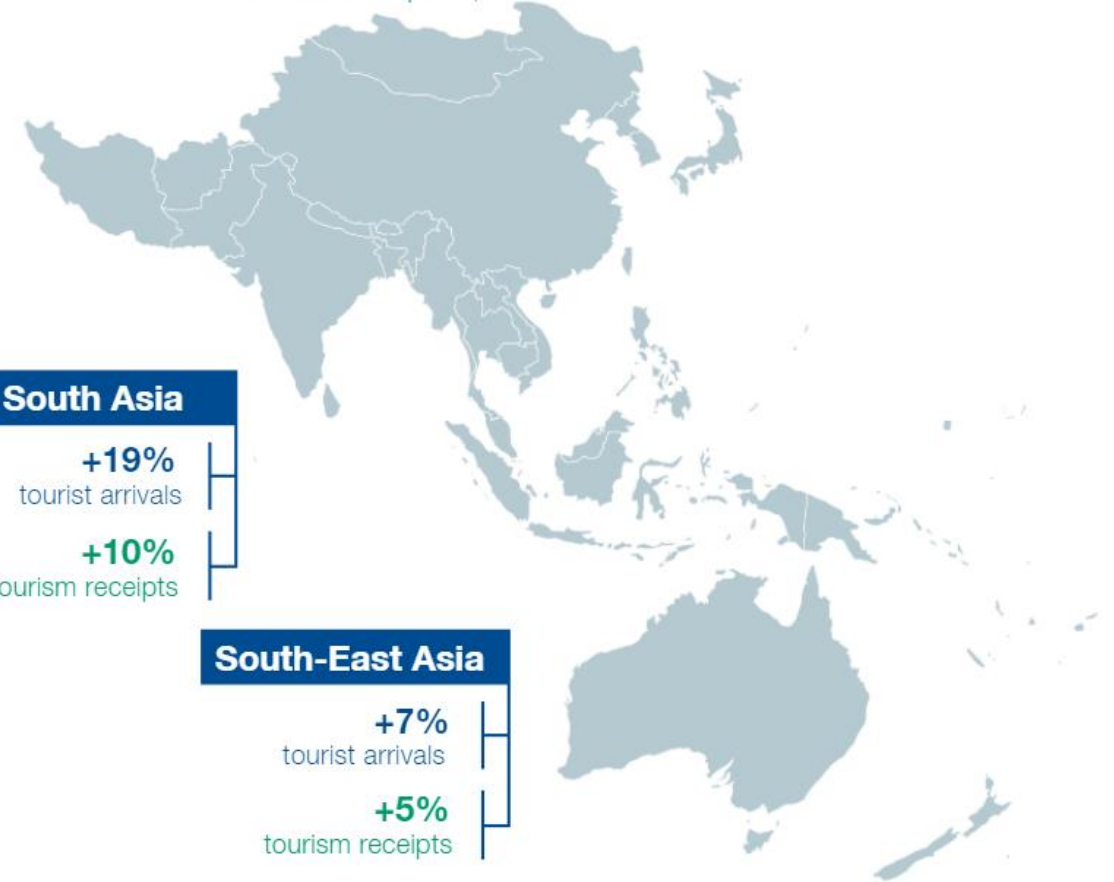 South Asia
+19%
tourist arrivals
+10%
ourism receipts
South-East Asia
+7%
tourist arrivals
+5%
tourism receipts